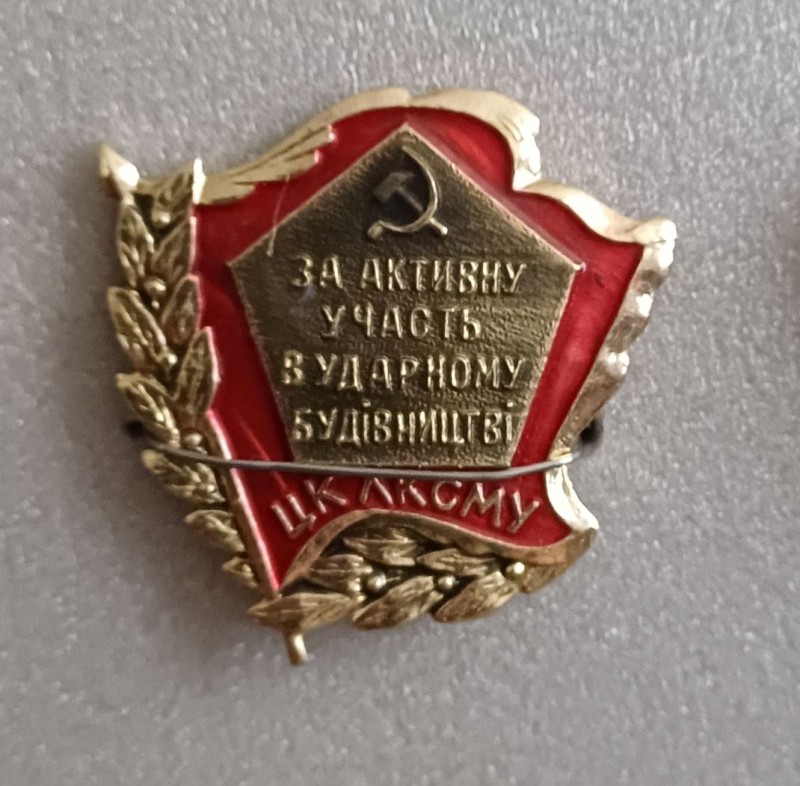 ЗА АКТИВНУ
УЧАСТЬ
В УДАРНОМУ
БУДІВНИЦТВІ
ЦК ЛКСМУ